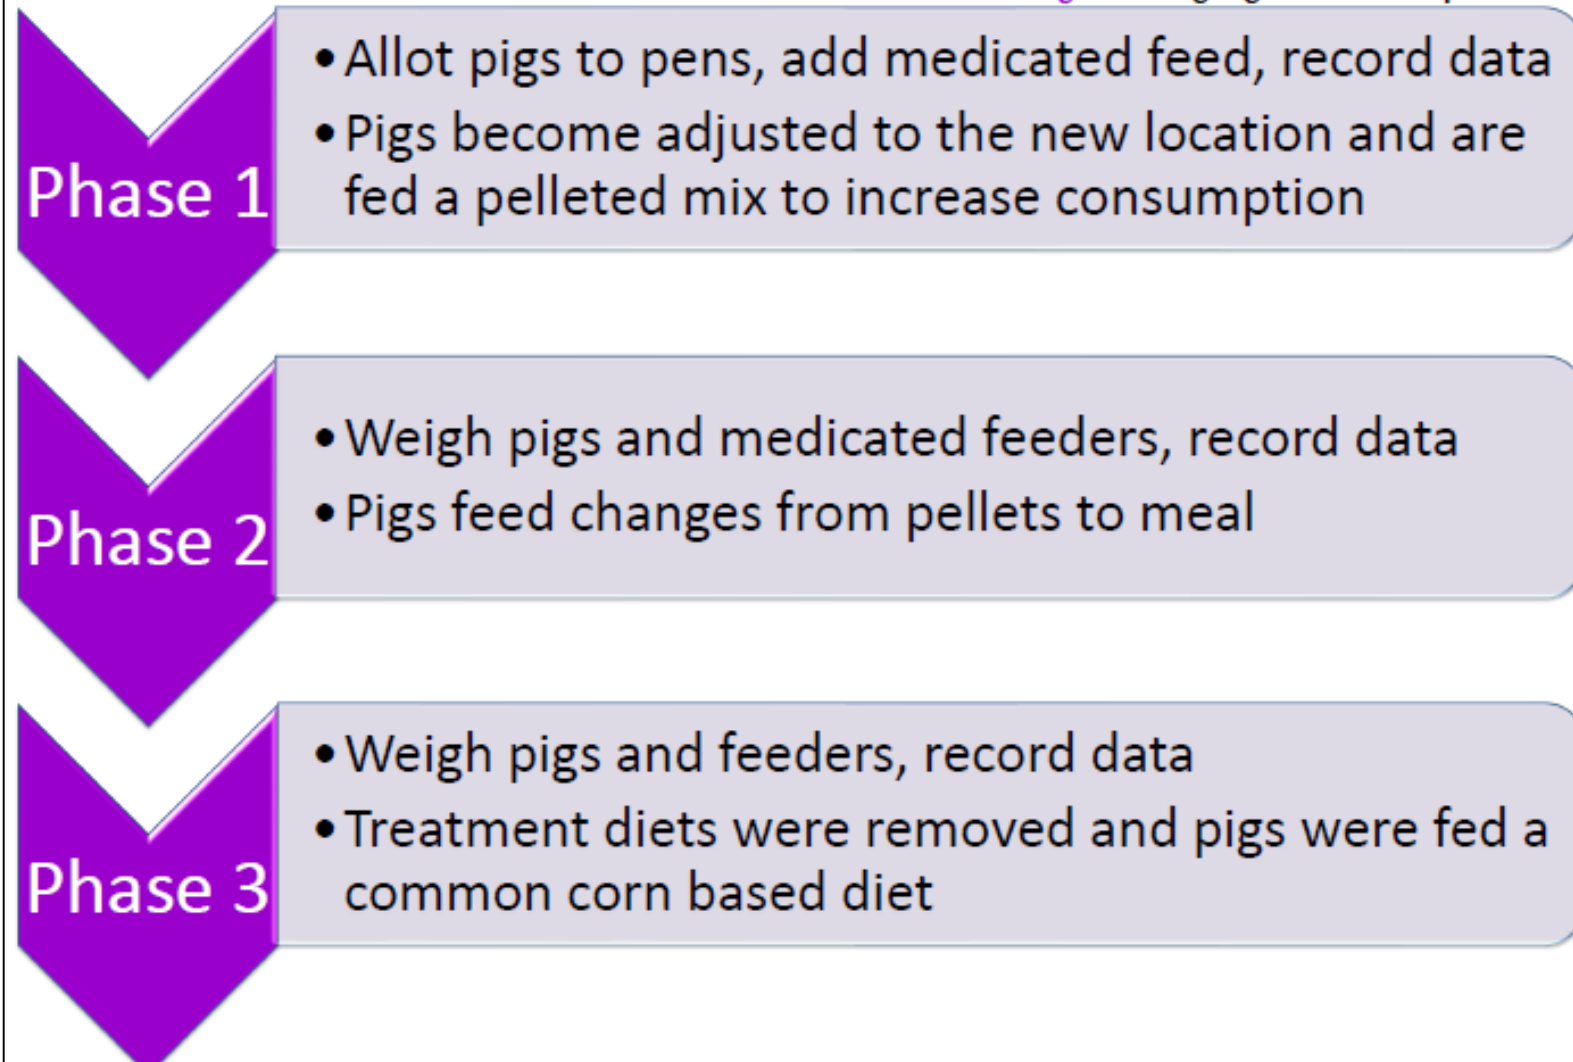 Phase 1
• Allot pigs to pens, add medicated feed, record data
• Pigs become adjusted to the new location and are
fed a pelleted mix to increase consumption
Phase 2
• Weigh pigs and medicated feeders, record data
• Pigs feed changes from pellets to meal
Phase 3
• Weigh pigs and feeders, record data
• Treatment diets were removed and pigs were fed a
common corn based diet